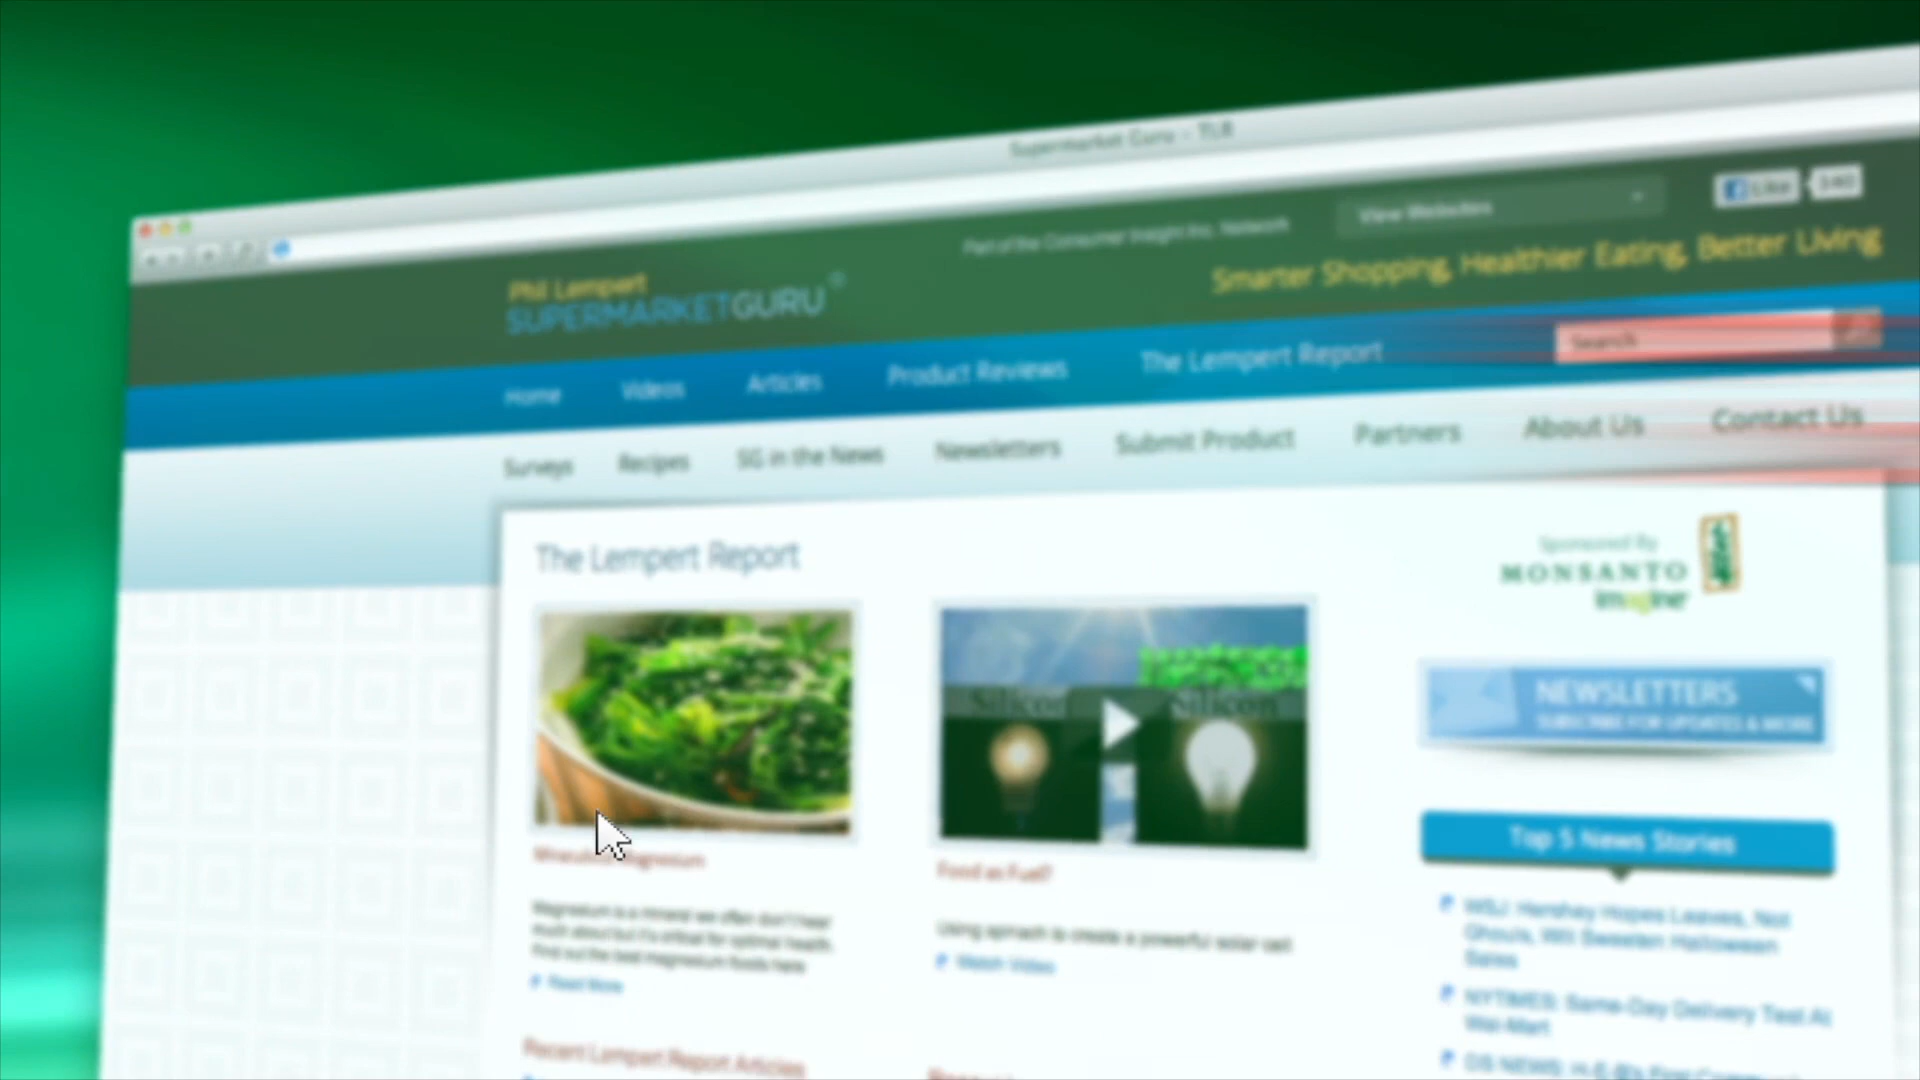 Supermarket Guru - TLR
Part of the Consumer Insight Inc. Network
View Websites
Like
Phil Lempert
SUPERMARKETGURU
Smarter Shopping, Healthier Eating, Better Living
Home Videos Articles Product Reviews The Lempert Report
Search
Surveys Recipes SG in the News Newsletters Submit Product Partners About Us Contact Us
The Lempert Report
Sponsored By
MONSANTO
imagine
Silicon
Silicon
NEWSLETTERS
SUBSCRIBE FOR UPDATES & MORE
Magnesium
Magnesium is a mineral we often don't hear
much about but it's critical for optimal health.
Find out the best magnesium foods here
Read More
Food as Fuel?
Using spinach to create a powerful solar cell.
Watch Video
Top 5 News Stories
WSJ: Hershey Hopes Leaves, Not
Ghouls, Will Sweeten Halloween
Sales
NYTIMES: Same-Day Delivery Test At
Wal-Mart
Recent Lempert Report Articles